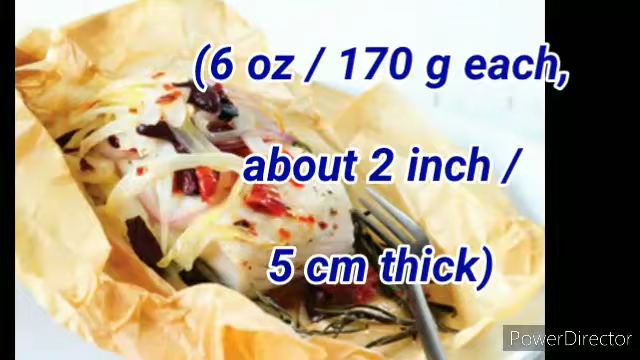 (6 oz / 170 g each,
about 2 inch /
5 cm thick)
PowerDirector